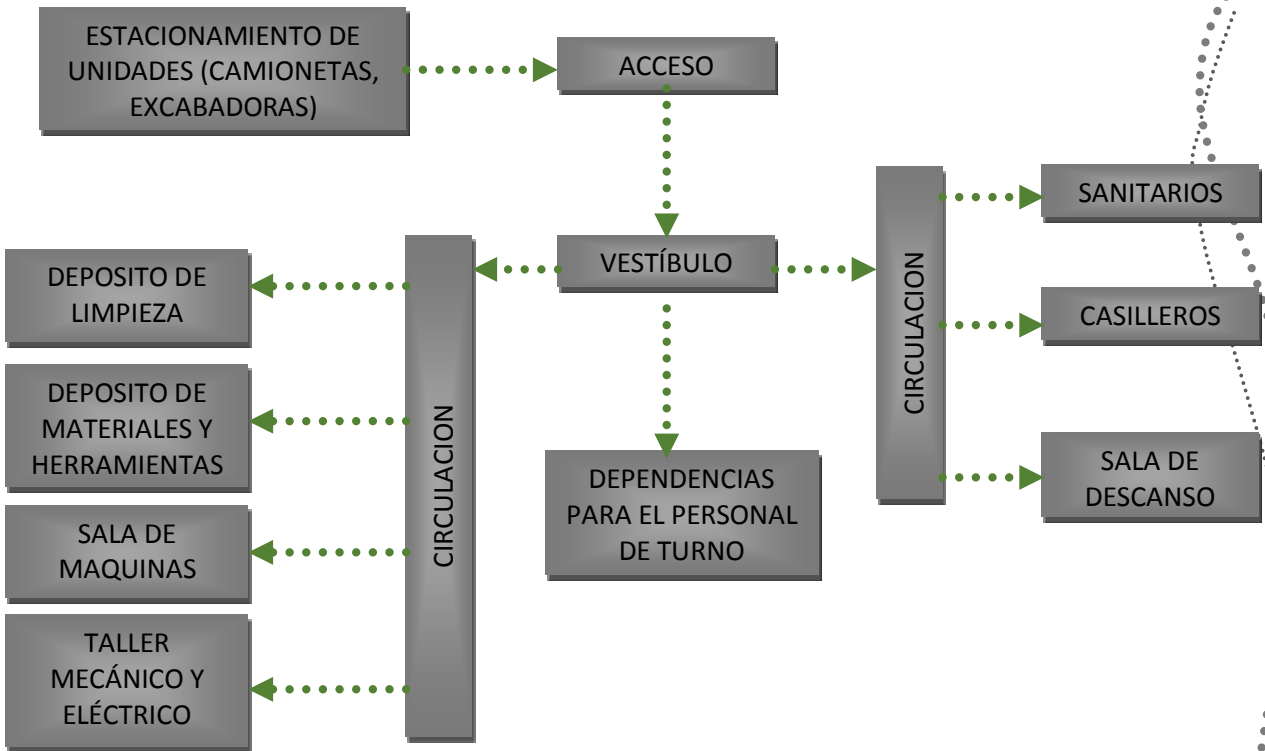 ESTACIONAMIENTO DE
UNIDADES (CAMIONETAS,
EXCABADORAS)
ACCESO
SANITARIOS
VESTÍBULO
DEPOSITO DE
LIMPIEZA
CASILLEROS
CIRCULACION
DEPOSITO DE
MATERIALES Y
HERRAMIENTAS
CIRCULACION
DEPENDENCIAS
PARA EL PERSONAL
DE TURNO
SALA DE
DESCANSO
SALA DE
MAQUINAS
TALLER
MECÁNICO Y
ELÉCTRICO